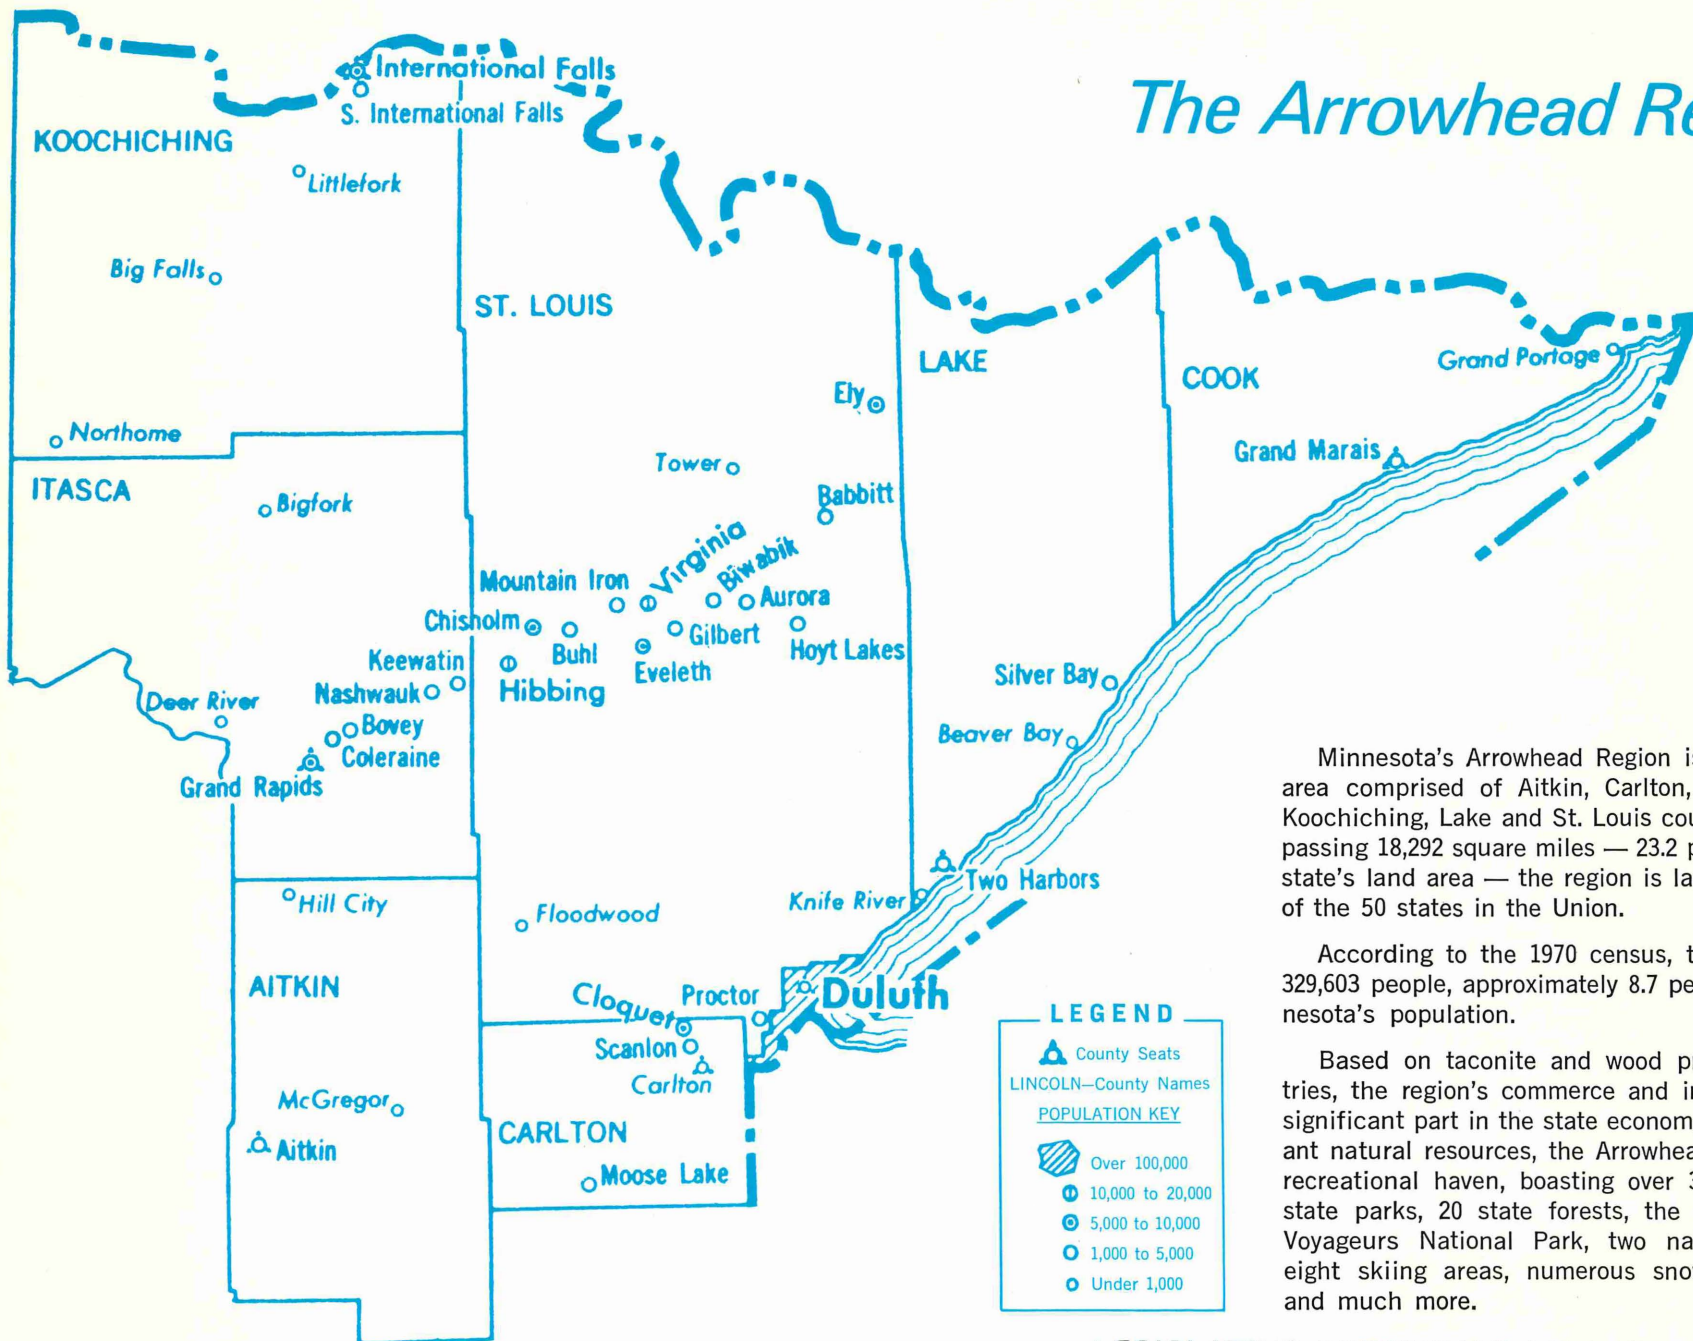 The Arrowhead Re
International Falls
S. International Falls
KOOCHICHING
Littlefork
Big Falls
ST. LOUIS
LAKE
COOK
Grand Portage
Ely
Northome
Grand Marais
Tower
ITASCA
Bigfork
Babbitt
Virginia
Biwabik
Mountain Iron
Aurora
Chisholm
Gilbert
Buhl
Hoyt Lakes
Keewatin
Eveleth
Nashwauk
Hibbing
Silver Bay
Deer River
Bovey
Beaver Bay
Coleraine
Grand Rapids
Two Harbors
Hill City
Knife River
Floodwood
AITKIN
Cloquet
Proctor
Duluth
Scanlon
Carlton
McGregor
CARLTON
Aitkin
Moose Lake
LEGEND
County Seats
LINCOLN—County Names
POPULATION KEY
Over 100,000
10,000 to 20,000
5,000 to 10,000
1,000 to 5,000
Under 1,000
Minnesota's Arrowhead Region is
area comprised of Aitkin, Carlton,
Koochiching, Lake and St. Louis cou
passing 18,292 square miles — 23.2 p
state's land area — the region is la
of the 50 states in the Union.
According to the 1970 census, t
329,603 people, approximately 8.7 pe
nesota's population.
Based on taconite and wood p
tries, the region's commerce and i
significant part in the state econom
ant natural resources, the Arrowhea
recreational haven, boasting over 3
state parks, 20 state forests, the
Voyageurs National Park, two na
eight skiing areas, numerous sno
and much more.